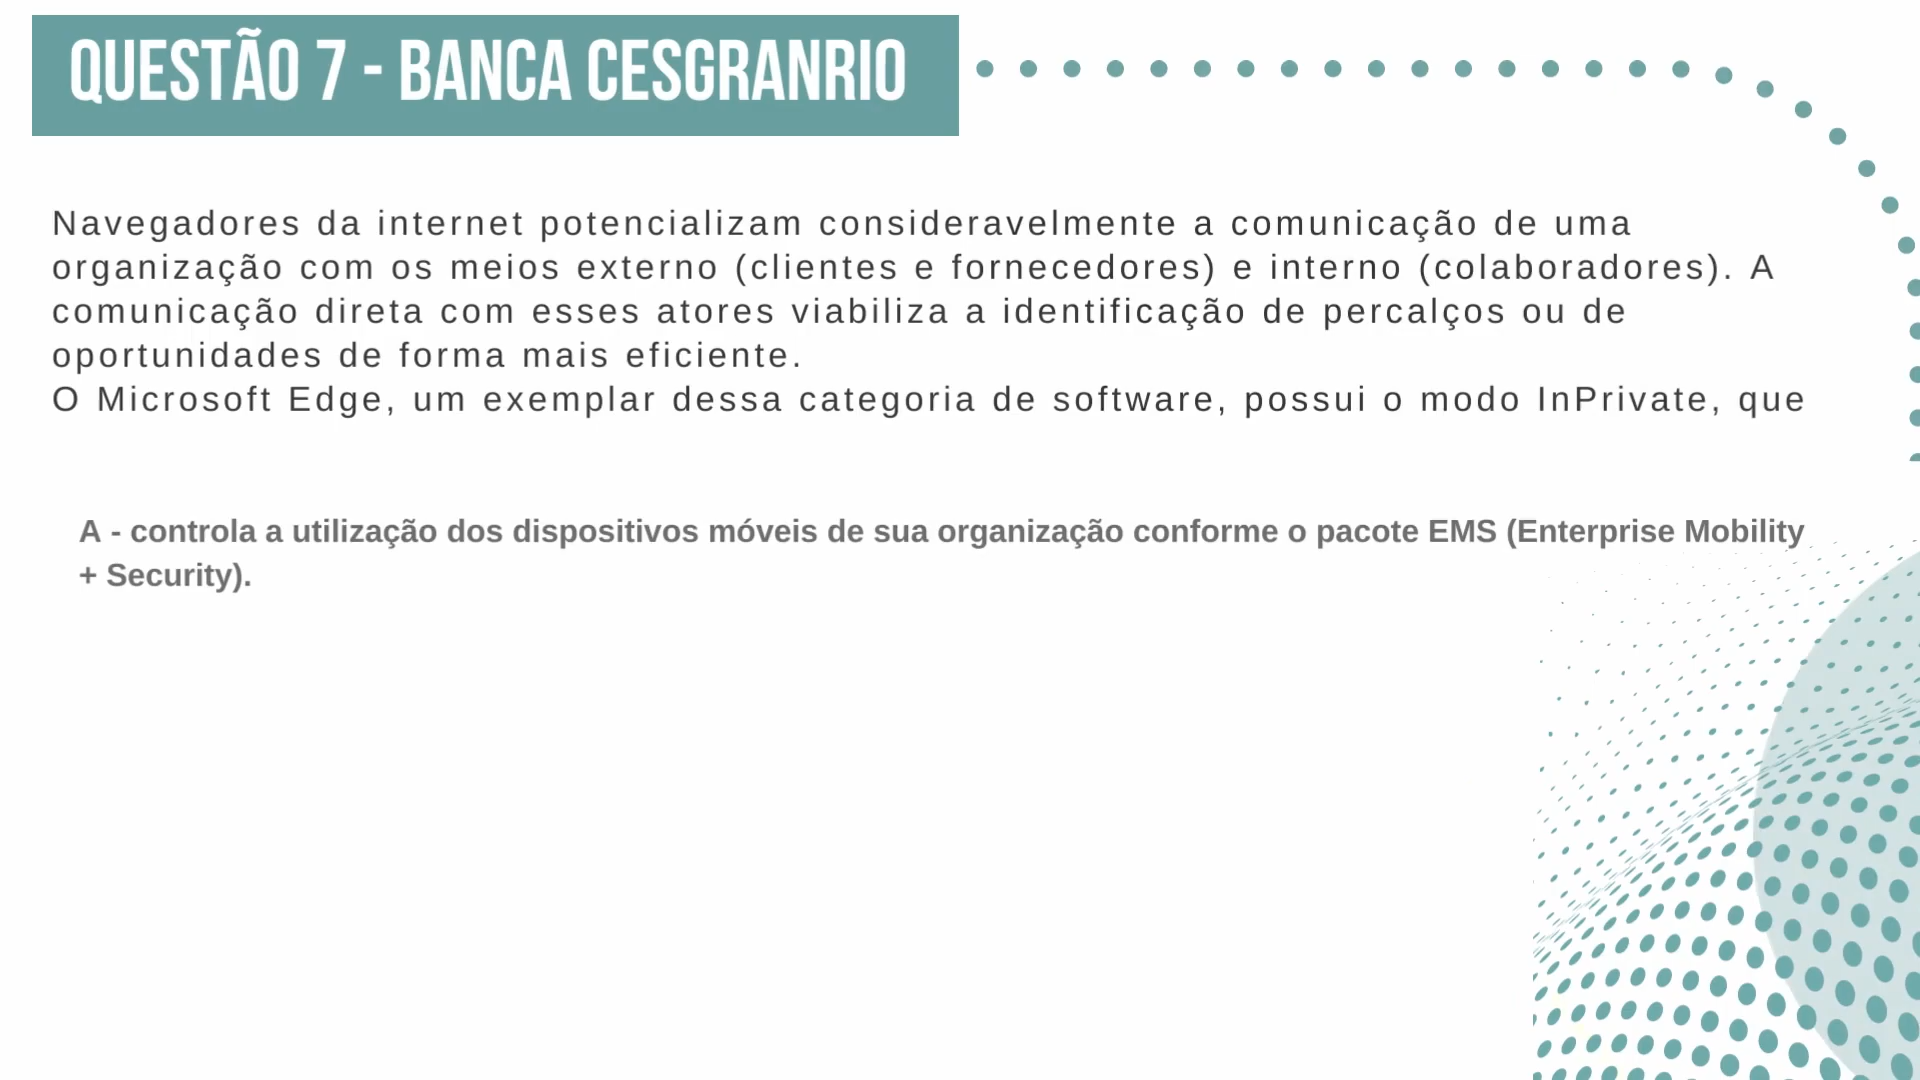 QUESTÃO 7 - BANCA CESGRANRIO
Navegadores da internet potencializam consideravelmente a comunicação de uma
organização com os meios externo (clientes e fornecedores) e interno (colaboradores). A
comunicação direta com esses atores viabiliza a identificação de percalços ou de
oportunidades de forma mais eficiente.
O Microsoft Edge, um exemplar dessa categoria de software, possui o modo InPrivate, que
A - controla a utilização dos dispositivos móveis de sua organização conforme o pacote EMS (Enterprise Mobility
+ Security).